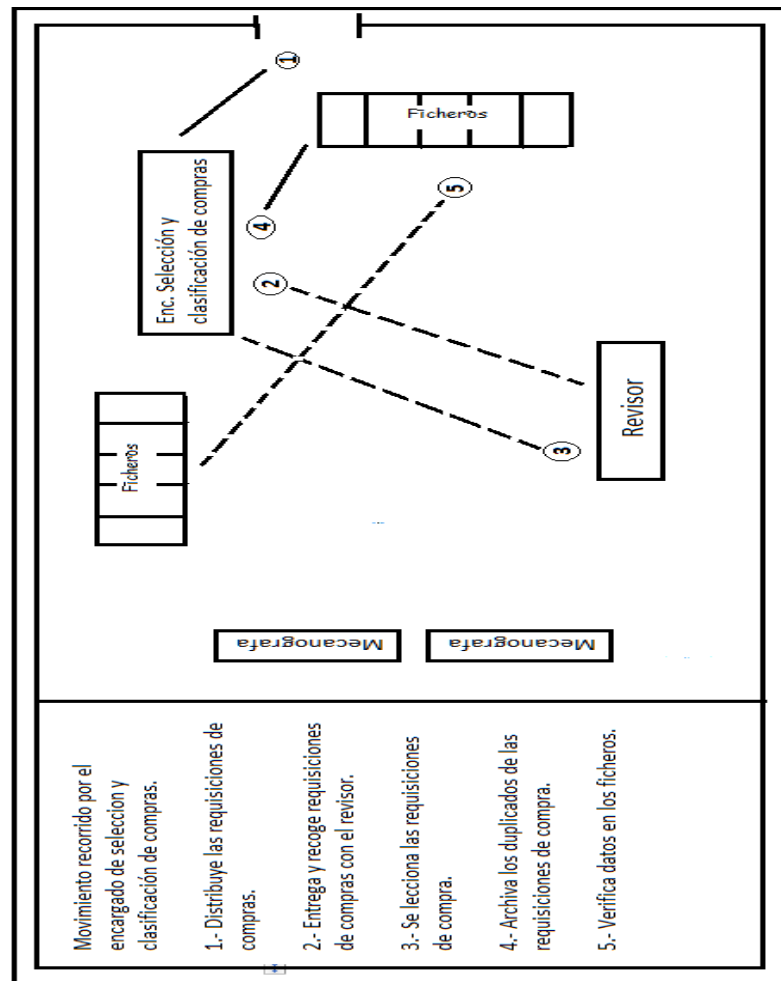 Movimiento recorrido por el
encargado de seleccion y
clasificación de compras.
1.- Distribuye las requisiciones de
compras.
2.- Entrega y recoge requisiciones
de compras con el revisor.
3.- Se lecciona las requisiciones
de compra.
4.- Archiva los duplicados de las
requisiciones de compra.
5.- Verifica datos en los ficheros.
Mecanografa
Mecanografa
Ficheros
Enc. Selección y
clasificación de compras
Ficheros
Revisor
1
4
2
5
3